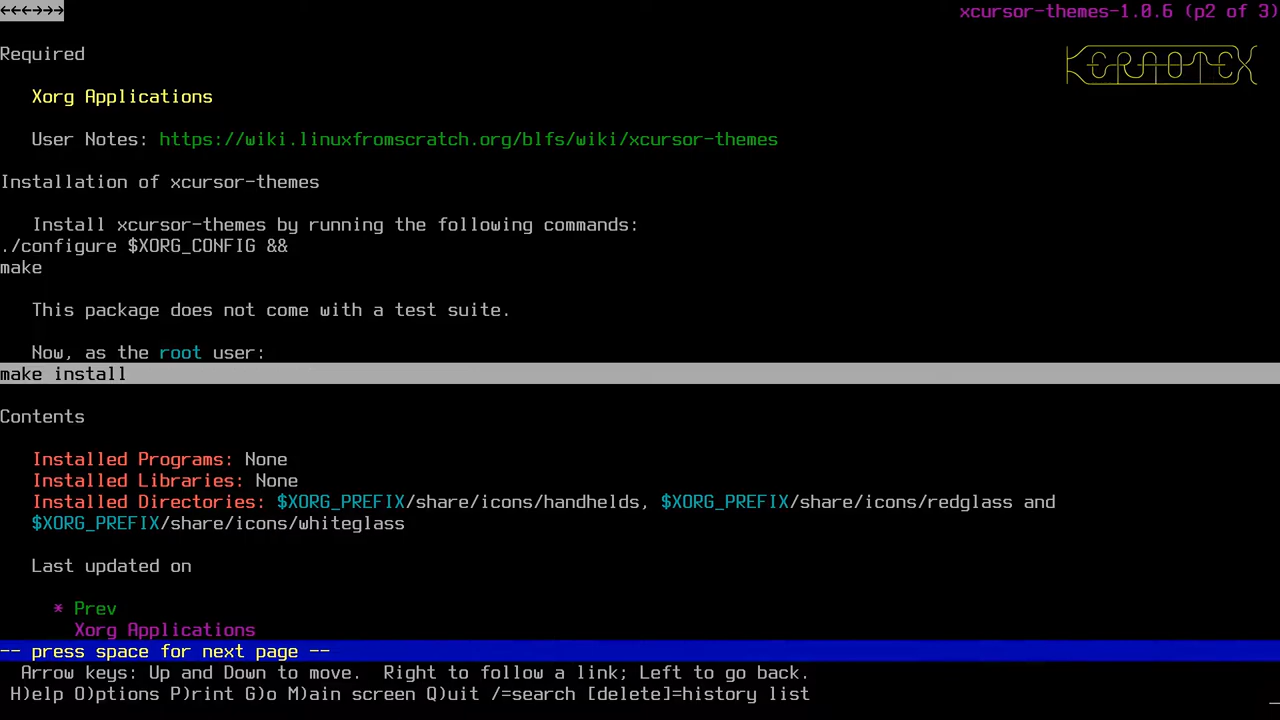 ←←←→→→ xcursor-themes-1.0.6 (p2 of 3)
Required
KERNOTEX
Xorg Applications
User Notes: https://wiki.linuxfromscratch.org/blfs/wiki/xcursor-themes
Installation of xcursor-themes
Install xcursor-themes by running the following commands:
./configure $XORG_CONFIG &&
make
This package does not come with a test suite.
Now, as the root user:
make install
Contents
Installed Programs: None
Installed Libraries: None
Installed Directories: $XORG_PREFIX/share/icons/handhelds, $XORG_PREFIX/share/icons/redglass and
$XORG_PREFIX/share/icons/whiteglass
Last updated on
* Prev
Xorg Applications
-- press space for next page --
Arrow keys: Up and Down to move. Right to follow a link; Left to go back.
H)elp O)ptions P)rint G)o M)ain screen Q)uit /=search [delete]=history list